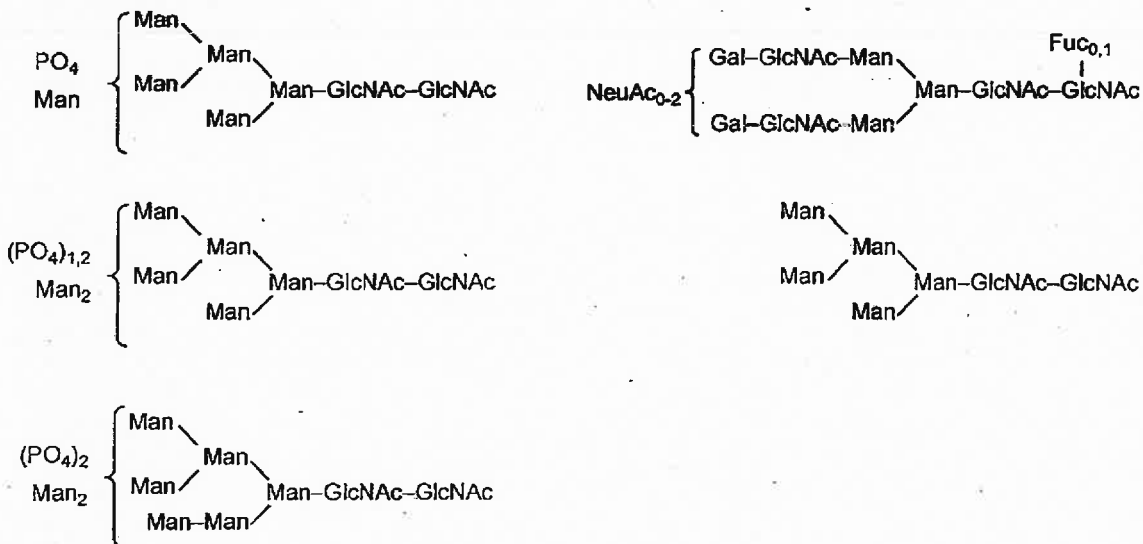 Man
PO4 Man
Man Man Man–GlcNAc–GlcNAc
Man
Fuc0,1
Gal–GlcNAc–Man
NeuAc0-2 Man–GlcNAc–GlcNAc
Gal–GlcNAc–Man
Man
(PO4)1,2 Man
Man2 Man Man–GlcNAc–GlcNAc
Man
Man
Man
Man Man–GlcNAc–GlcNAc
Man
Man
(PO4)2 Man
Man2 Man Man–GlcNAc–GlcNAc
Man–Man